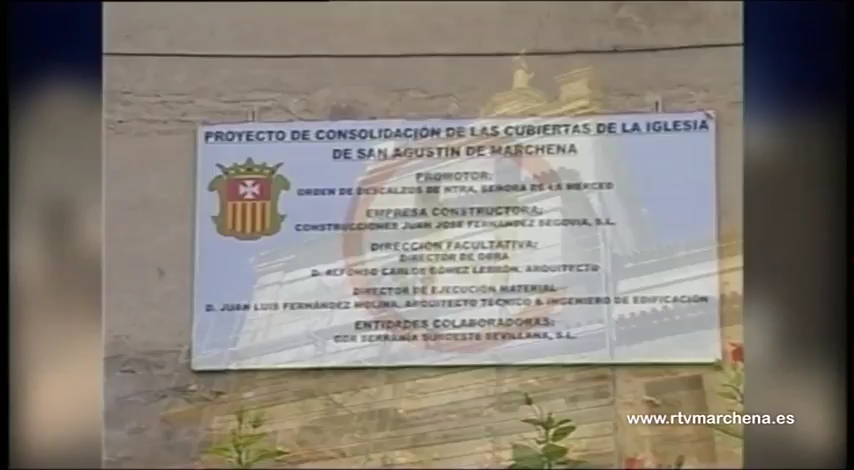 PROYECTO DE CONSOLIDACIÓN DE LAS CUBIERTAS DE LA IGLESIA
DE SAN AGUSTÍN DE MARCHENA
PROMOTOR:
ORDEN DE DESCALZOS DE NTRA. SEÑORA DE LA MERCED
EMPRESA CONSTRUCTORA:
CONSTRUCCIONES JUAN JOSÉ FERNÁNDEZ SEGOVIA, S.L.
DIRECCIÓN FACULTATIVA:
DIRECTOR DE OBRA
D. ALFONSO CARLOS GÓMEZ LEBRÓN, ARQUITECTO
DIRECTOR DE EJECUCIÓN MATERIAL
D. JUAN LUIS FERNÁNDEZ MOLINA, ARQUITECTO TÉCNICO & INGENIERO DE EDIFICACIÓN
ENTIDADES COLABORADORAS:
GDR SERRANÍA SUROESTE SEVILLANA, S.L.
www.rtvmarchena.es